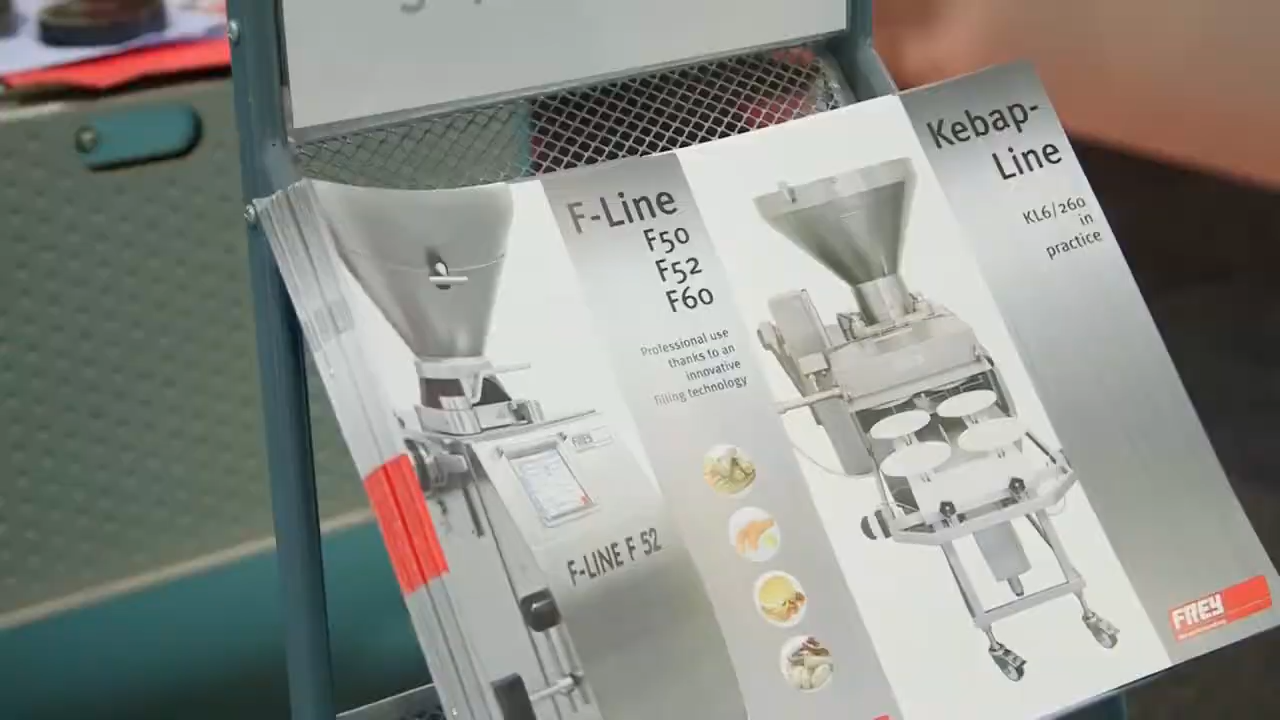 F-Line
F50
F52
F60
Professional use
thanks to an
innovative
filling technology
F-LINE F 52
Kebap-
Line
KL6/260
in
practice
FREY